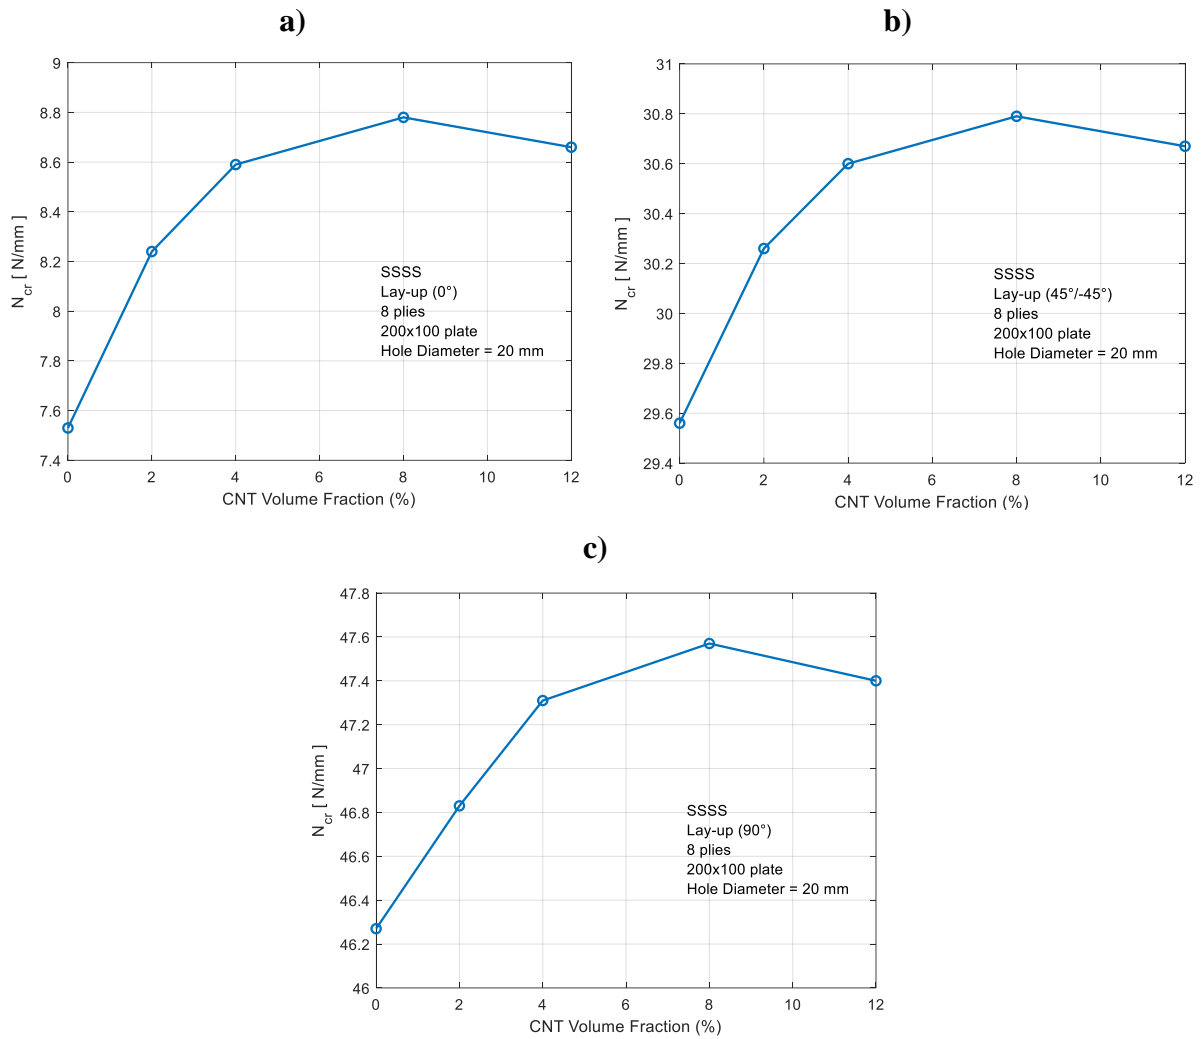 a)
9
8.8
8.6
8.4
8.2
8
7.8
7.6
7.4
N_cr [ N/mm ]
SSSS
Lay-up (0°)
8 plies
200x100 plate
Hole Diameter = 20 mm
0 2 4 6 8 10 12
CNT Volume Fraction (%)
b)
31
30.8
30.6
30.4
30.2
30
29.8
29.6
29.4
N_cr [ N/mm ]
SSSS
Lay-up (45°/-45°)
8 plies
200x100 plate
Hole Diameter = 20 mm
0 2 4 6 8 10 12
CNT Volume Fraction (%)
c)
47.8
47.6
47.4
47.2
47
46.8
46.6
46.4
46.2
46
N_cr [ N/mm ]
SSSS
Lay-up (90°)
8 plies
200x100 plate
Hole Diameter = 20 mm
0 2 4 6 8 10 12
CNT Volume Fraction (%)